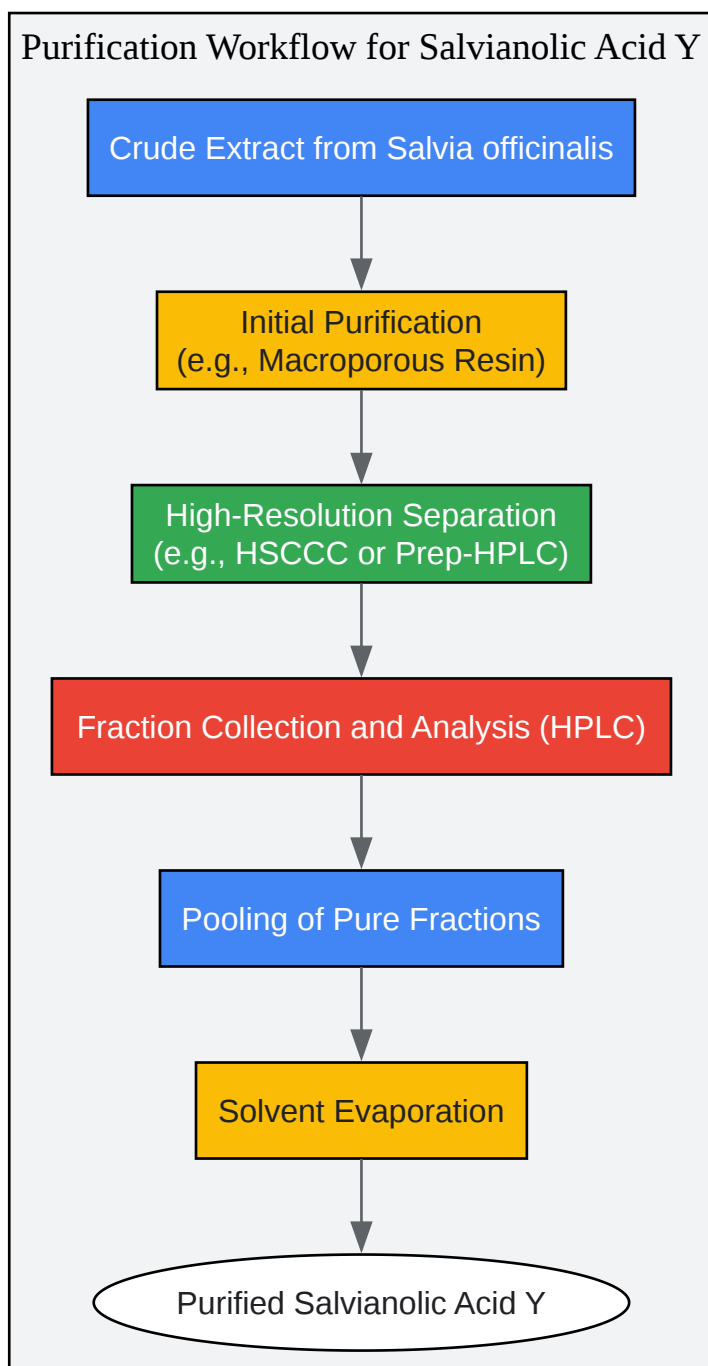 Purification Workflow for Salvianolic Acid Y
Crude Extract from Salvia officinalis
Initial Purification
(e.g., Macroporous Resin)
High-Resolution Separation
(e.g., HSCCC or Prep-HPLC)
Fraction Collection and Analysis (HPLC)
Pooling of Pure Fractions
Solvent Evaporation
Purified Salvianolic Acid Y